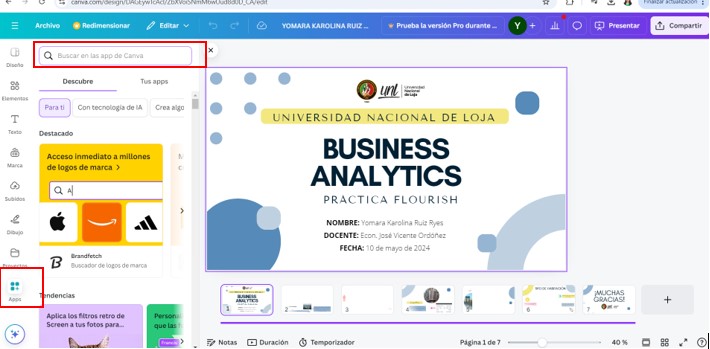 canva.com/design/
Finalizar actualización
Archivo
Redimensionar
Editar
YOMARA KAROLINA RUIZ ...
Prueba la versión Pro durante ...
Y
Presentar
Compartir
Diseño
Elementos
Texto
Marca
Subidos
Dibujo
Proyectos
Apps
Buscar en las app de Canva
Descubre
Tus apps
Para ti
Con tecnología de IA
Crea algo
Destacado
Acceso inmediato a millones
de logos de marca
A
Brandfetch
Buscador de logos de marca
Tendencias
Aplica los filtros retro de
Screen a tus fotos para...
Persona
que las f
unl
Universidad
Nacional
de Loja
UNIVERSIDAD NACIONAL DE LOJA
BUSINESS
ANALYTICS
PRACTICA FLOURISH
NOMBRE: Yomara Karolina Ruiz Ryes
DOCENTE: Econ. José Vicente Ordóñez
FECHA: 10 de mayo de 2024
BUSINESS
ANALYTICS
¡MUCHAS
GRACIAS!
1
2
3
4
5
6
7
Notas
Duración
Temporizador
Página 1 de 7
40 %